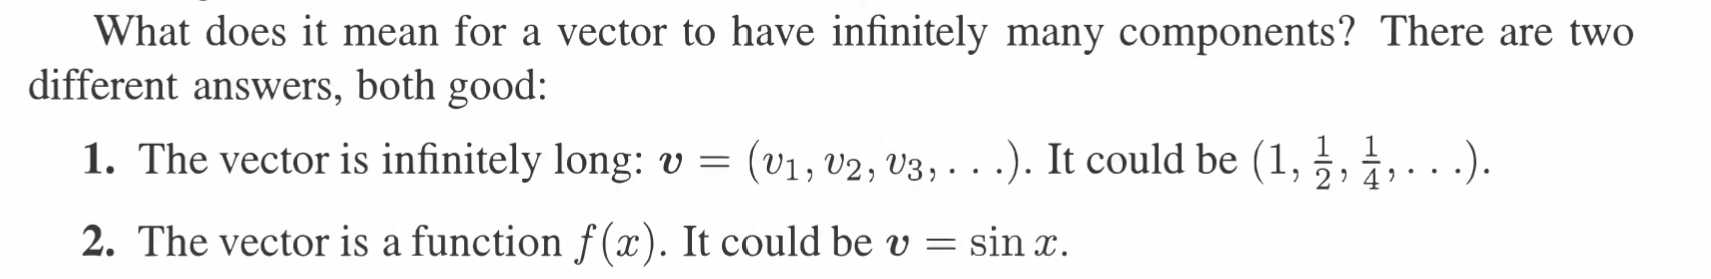 What does it mean for a vector to have infinitely many components? There are two
different answers, both good:
1. The vector is infinitely long: v = (v₁, v₂, v₃, . . .). It could be (1, 1/2, 1/4, . . .).
2. The vector is a function f(x). It could be v = sin x.